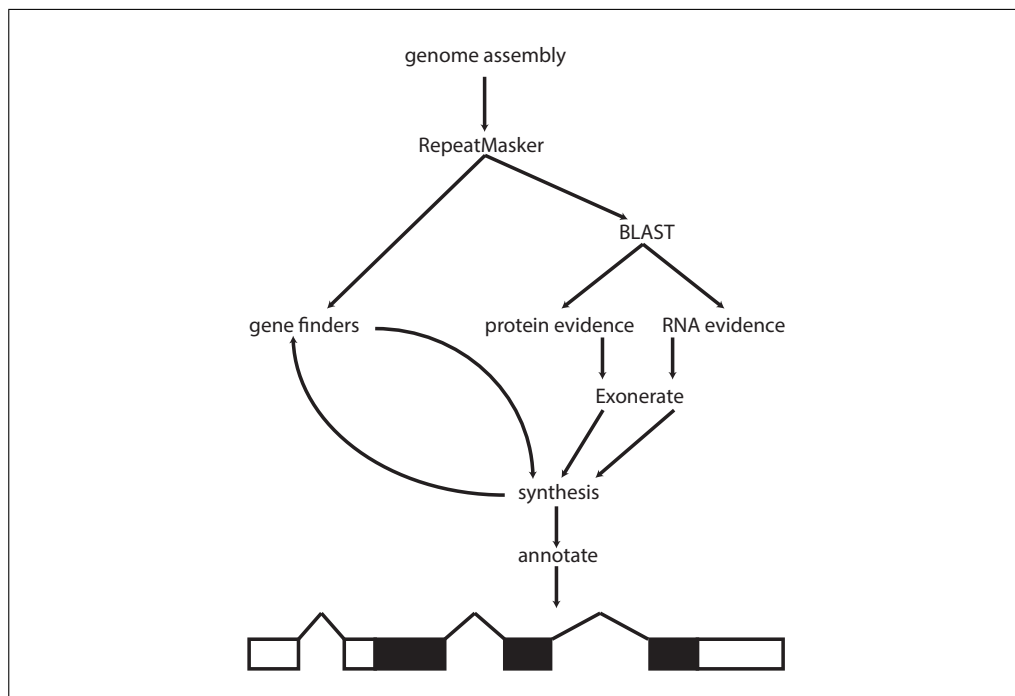 genome assembly
RepeatMasker
BLAST
gene finders
protein evidence
RNA evidence
Exonerate
synthesis
annotate